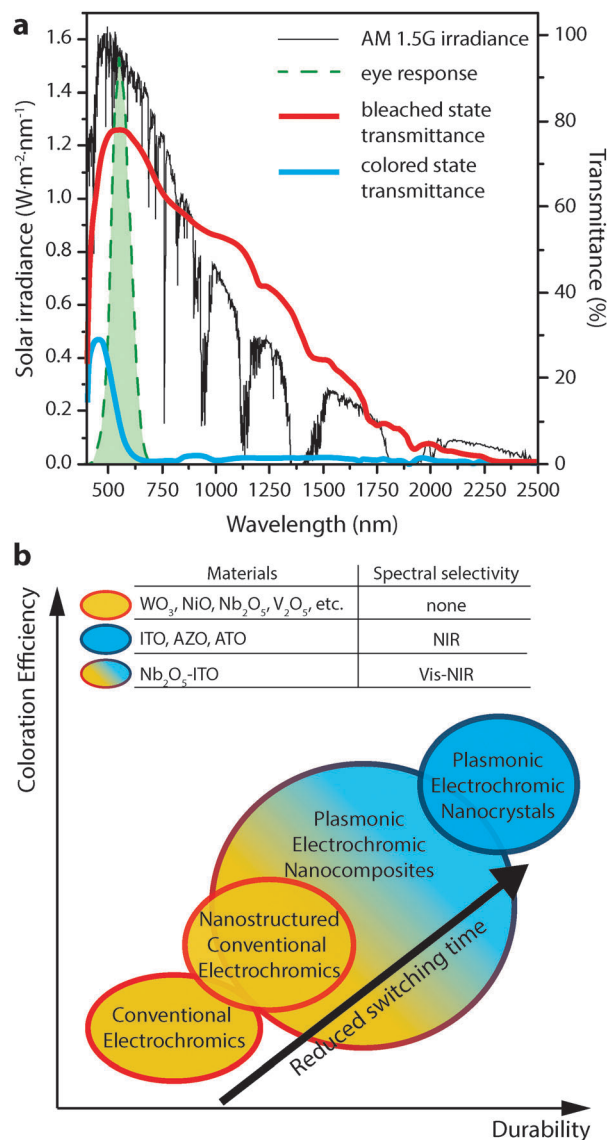 a
AM 1.5G irradiance
eye response
bleached state
transmittance
colored state
transmittance
Solar irradiance (W·m⁻²·nm⁻¹)
1.6
1.4
1.2
1.0
0.8
0.6
0.4
0.2
0.0
100
80
60
40
20
0
Transmittance (%)
500 750 1000 1250 1500 1750 2000 2250 2500
Wavelength (nm)
b
Materials Spectral selectivity
WO₃, NiO, Nb₂O₅, V₂O₅, etc. none
ITO, AZO, ATO NIR
Nb₂O₅-ITO Vis-NIR
Coloration Efficiency
Plasmonic
Electrochromic
Nanocrystals
Plasmonic
Electrochromic
Nanocomposites
Nanostructured
Conventional
Electrochromics
Conventional
Electrochromics
Reduced switching time
Durability